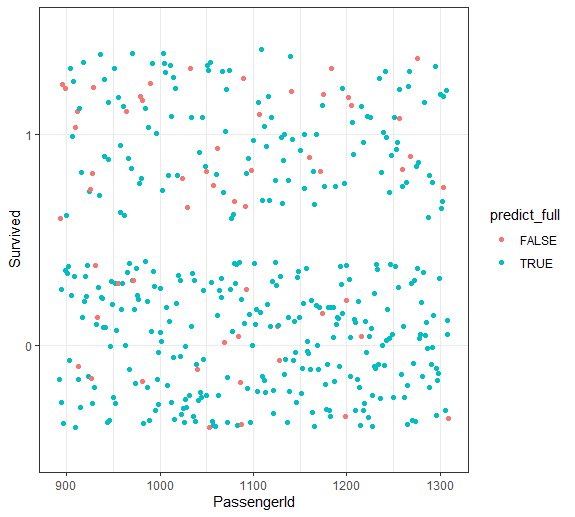 Survived
1
0
900
1000
1100
1200
1300
PassengerId
predict_full
FALSE
TRUE